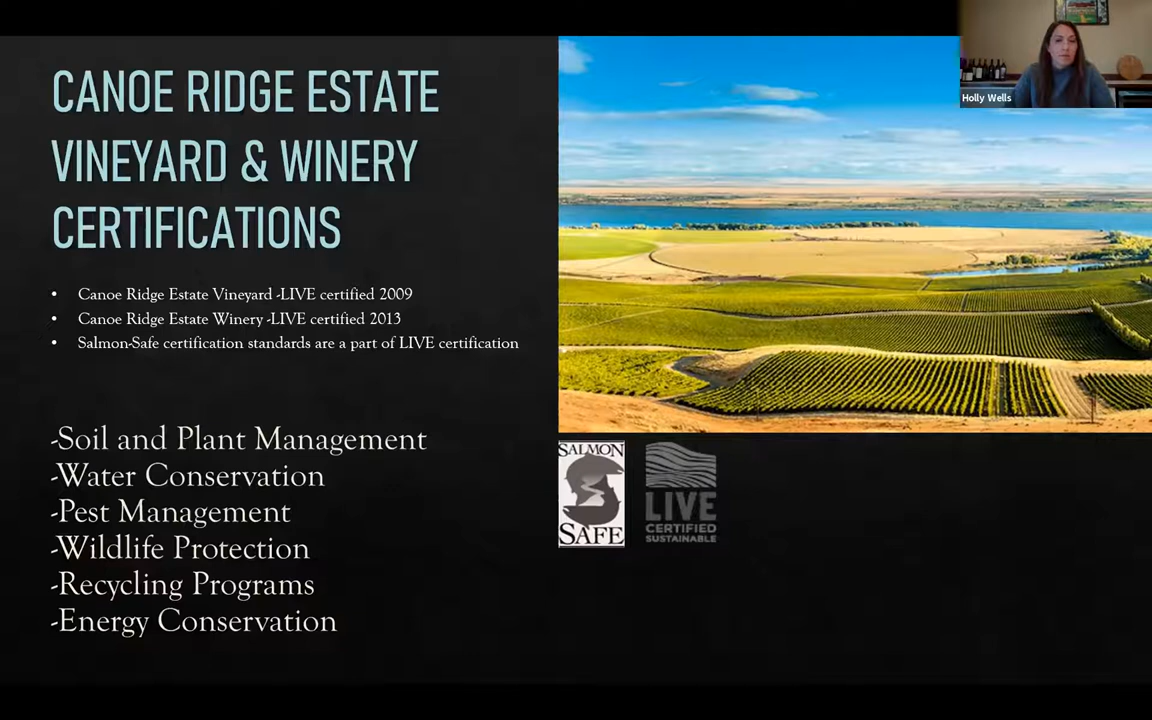 CANOE RIDGE ESTATE
VINEYARD & WINERY
CERTIFICATIONS
• Canoe Ridge Estate Vineyard -LIVE certified 2009
• Canoe Ridge Estate Winery -LIVE certified 2013
• Salmon-Safe certification standards are a part of LIVE certification
-Soil and Plant Management
-Water Conservation
-Pest Management
-Wildlife Protection
-Recycling Programs
-Energy Conservation
Holly Wells
SALMON
SAFE
LIVE
CERTIFIED
SUSTAINABLE